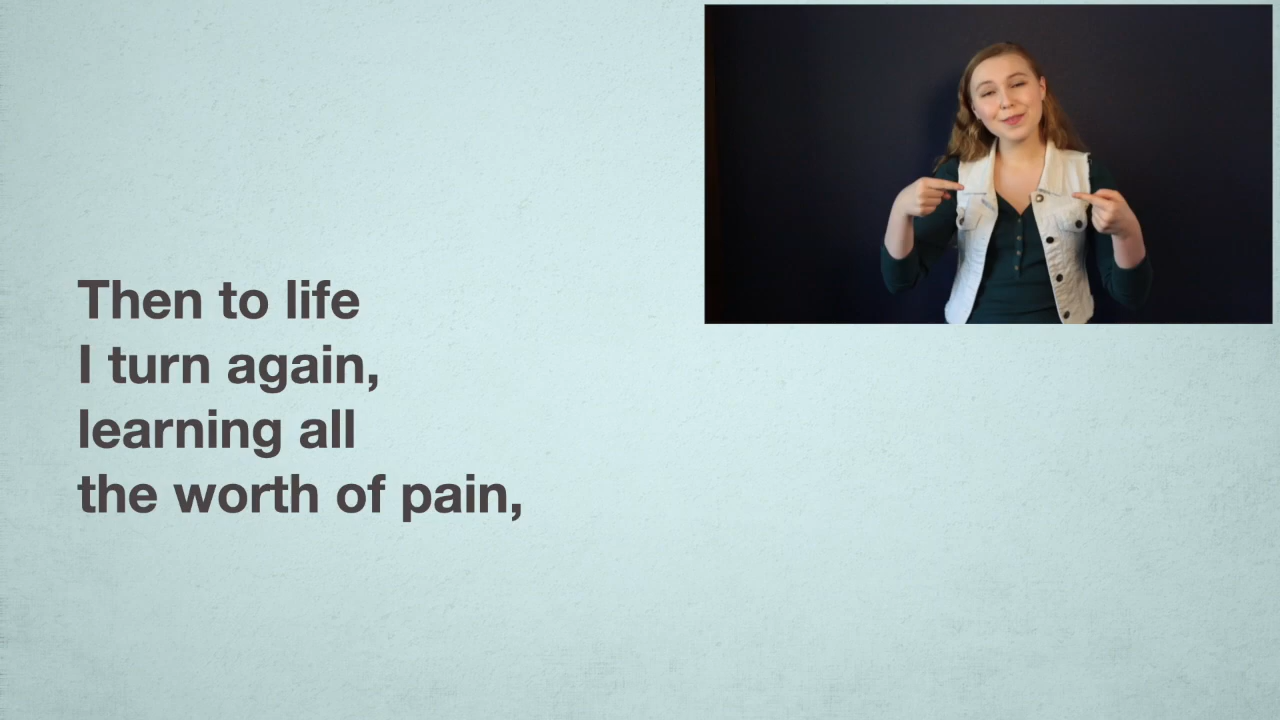 Then to life
I turn again,
learning all
the worth of pain,